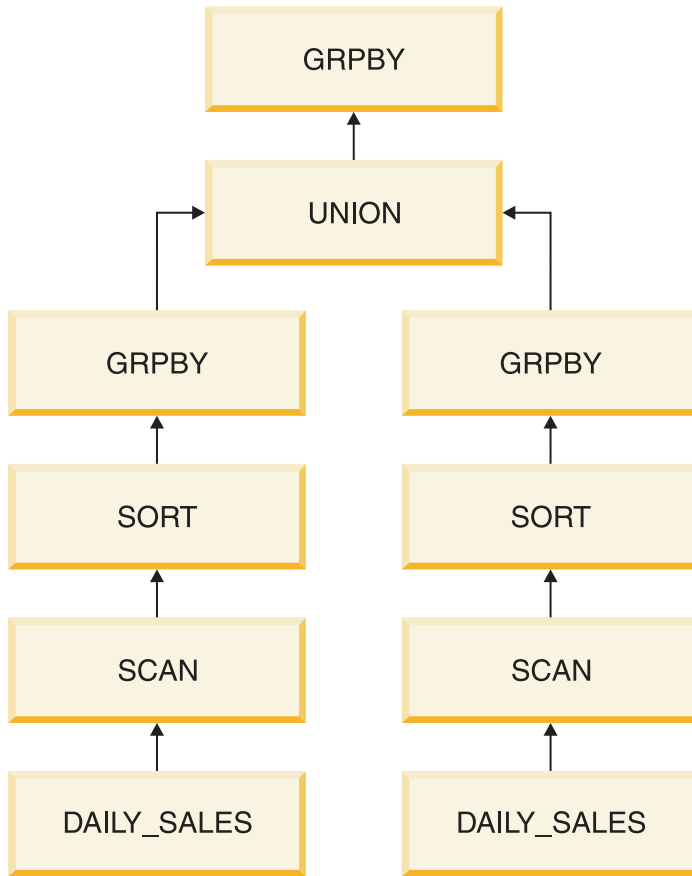 GRPBY
UNION
GRPBY
GRPBY
SORT
SORT
SCAN
SCAN
DAILY_SALES
DAILY_SALES